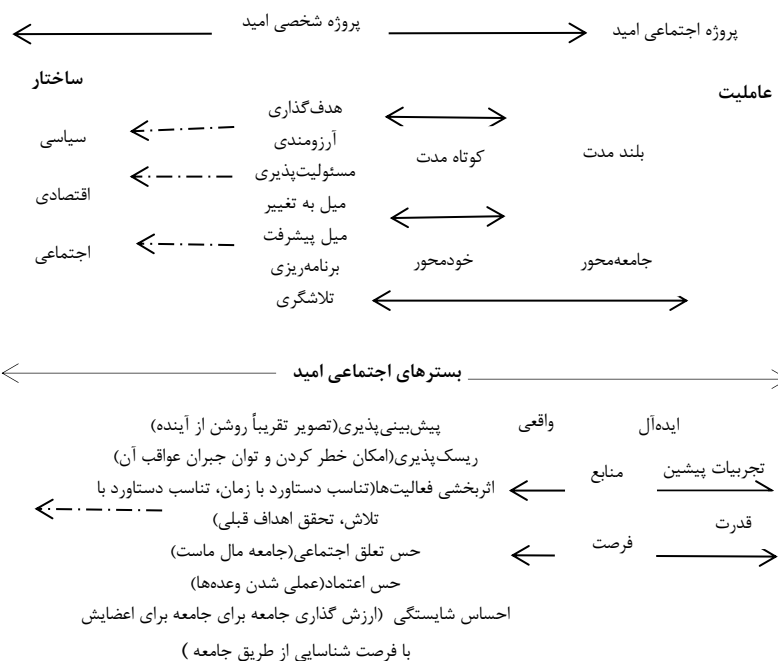 پروژه اجتماعی امید
پروژه شخصی امید
عاملیت
ساختار
هدف‌گذاری
آرزومندی
مسئولیت‌پذیری
میل به تغییر
میل پیشرفت
برنامه‌ریزی
تلاشگری
بلند مدت
کوتاه مدت
جامعه‌محور
خودمحور
سیاسی
اقتصادی
اجتماعی
بسترهای اجتماعی امید
ایده‌آل
واقعی
تجربیات پیشین
منابع
قدرت
فرصت
پیش‌بینی‌پذیری(تصویر تقریباً روشن از آینده)
ریسک‌پذیری(امکان خطر کردن و توان جبران عواقب آن)
اثربخشی فعالیت‌ها(تناسب دستاورد با زمان، تناسب دستاورد با
تلاش، تحقق اهداف قبلی)
حس تعلق اجتماعی(جامعه مال ماست)
حس اعتماد(عملی شدن وعده‌ها)
احساس شایستگی (ارزش گذاری جامعه برای جامعه برای اعضایش
با فرصت شناسایی از طریق جامعه )